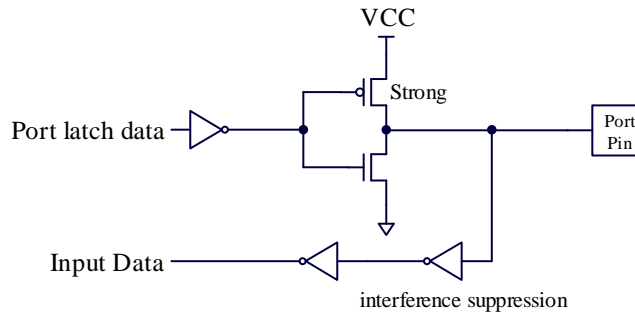 VCC
Strong
Port latch data
Port
Pin
Input Data
interference suppression